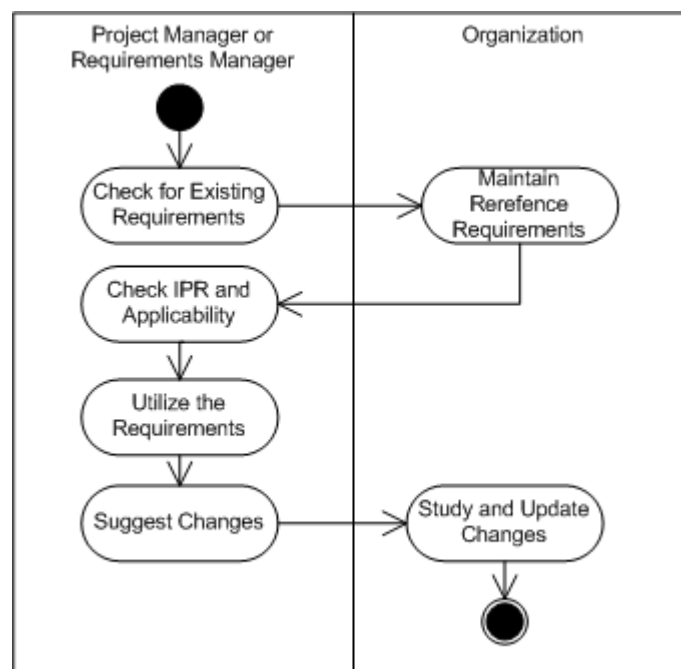 Project Manager or
Requirements Manager
Organization
Check for Existing
Requirements
Maintain
Rerefence
Requirements
Check IPR and
Applicability
Utilize the
Requirements
Suggest Changes
Study and Update
Changes